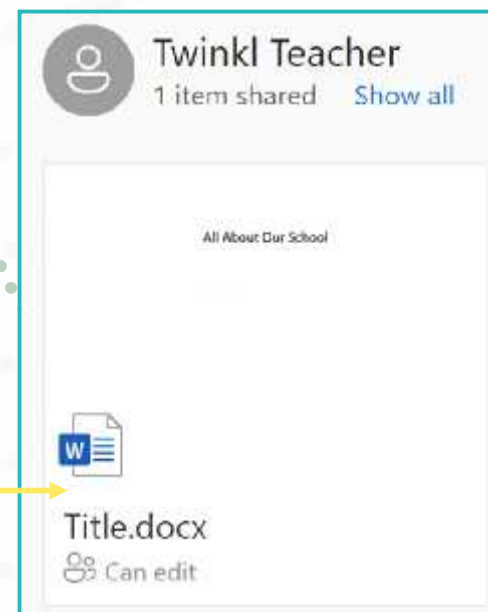 Twinkl Teacher
1 item shared Show all
All About Our School
W
Title.docx
Can edit